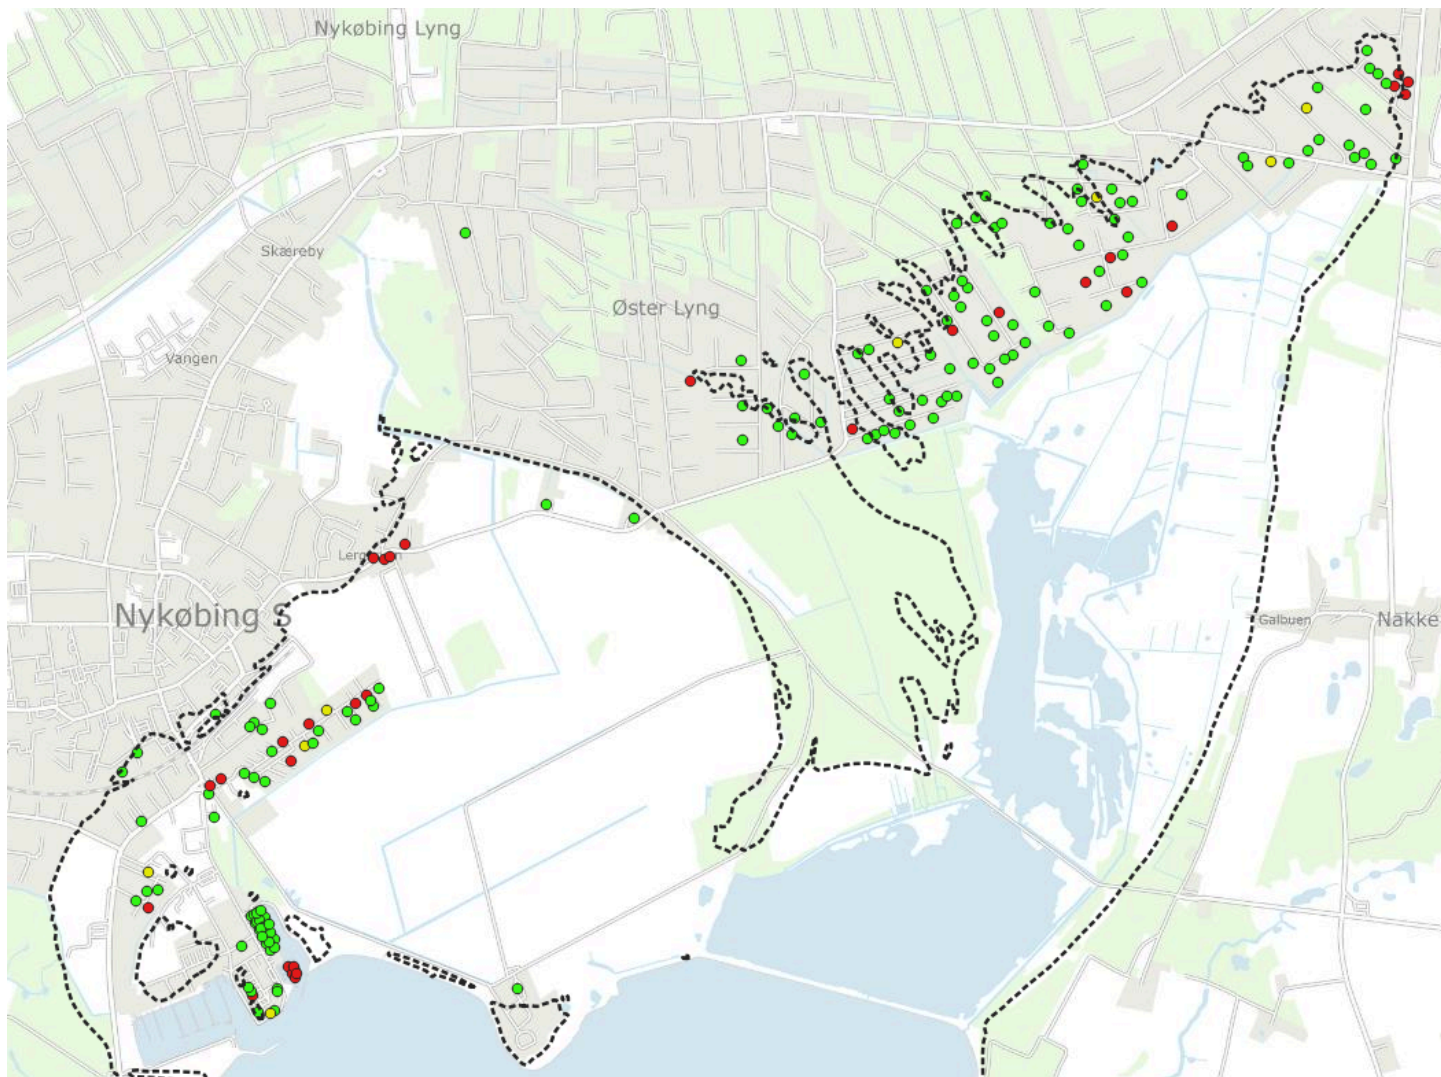 Nykøbing Lyng
Skæreby
Øster Lyng
Vangen
Nykøbing S
Galbuen
Nakke